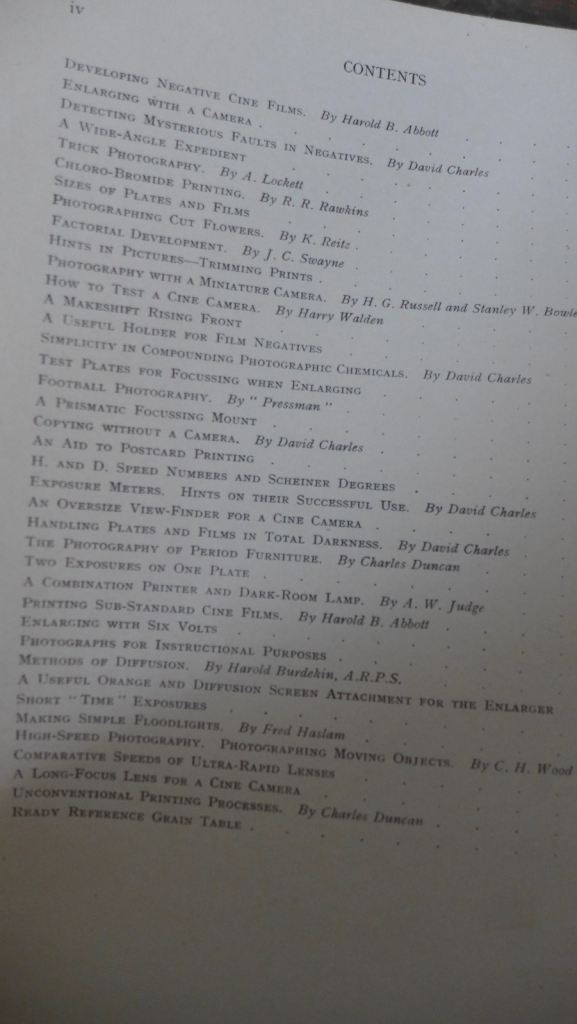 iv
CONTENTS
Developing Negative Cine Films. By Harold B. Abbott
Enlarging with a Camera
Detecting Mysterious Faults in Negatives. By David Charles
A Wide-Angle Expedient
Trick Photography. By A. Lockett
Chloro-Bromide Printing. By R. R. Rawkins
Sizes of Plates and Films
Photographing Cut Flowers. By K. Reitz
Factorial Development. By J. C. Swayne
Hints in Pictures—Trimming Prints
Photography with a Miniature Camera. By H. G. Russell and Stanley W. Bowle
How to Test a Cine Camera. By Harry Walden
A Makeshift Rising Front
A Useful Holder for Film Negatives
Simplicity in Compounding Photographic Chemicals. By David Charles
Test Plates for Focussing when Enlarging
Football Photography. By "Pressman"
A Prismatic Focussing Mount
Copying without a Camera. By David Charles
An Aid to Postcard Printing
H. and D. Speed Numbers and Scheiner Degrees
Exposure Meters. Hints on their Successful Use. By David Charles
An Oversize View-Finder for a Cine Camera
Handling Plates and Films in Total Darkness. By David Charles
The Photography of Period Furniture. By Charles Duncan
Two Exposures on One Plate
A Combination Printer and Dark-Room Lamp. By A. W. Judge
Printing Sub-Standard Cine Films. By Harold B. Abbott
Enlarging with Six Volts
Photographs for Instructional Purposes
Methods of Diffusion. By Harold Burdekin, A.R.P.S.
A Useful Orange and Diffusion Screen Attachment for the Enlarger
Short "Time" Exposures
Making Simple Floodlights. By Fred Haslam
High-Speed Photography. Photographing Moving Objects. By C. H. Wood
Comparative Speeds of Ultra-Rapid Lenses
A Long-Focus Lens for a Cine Camera
Unconventional Printing Processes. By Charles Duncan
Ready Reference Grain Table